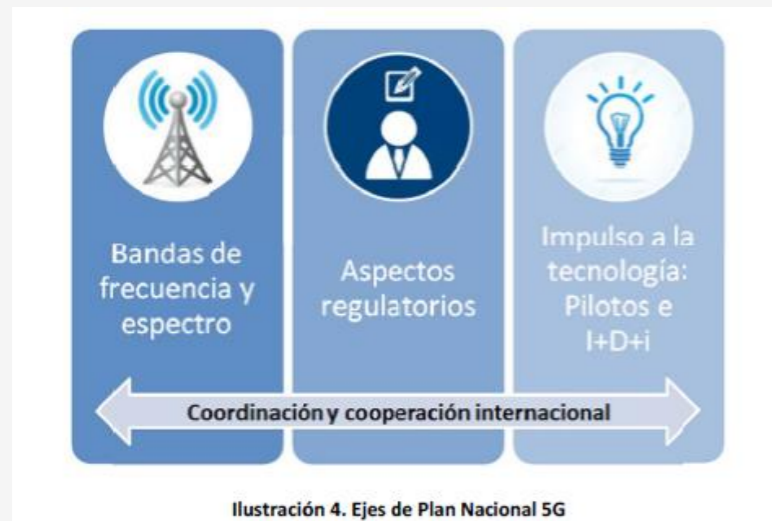 Bandas de
frecuencia y
espectro
Aspectos
regulatorios
Impulso a la
tecnología:
Pilotos e
I+D+i
Coordinación y cooperación internacional
Ilustración 4. Ejes de Plan Nacional 5G